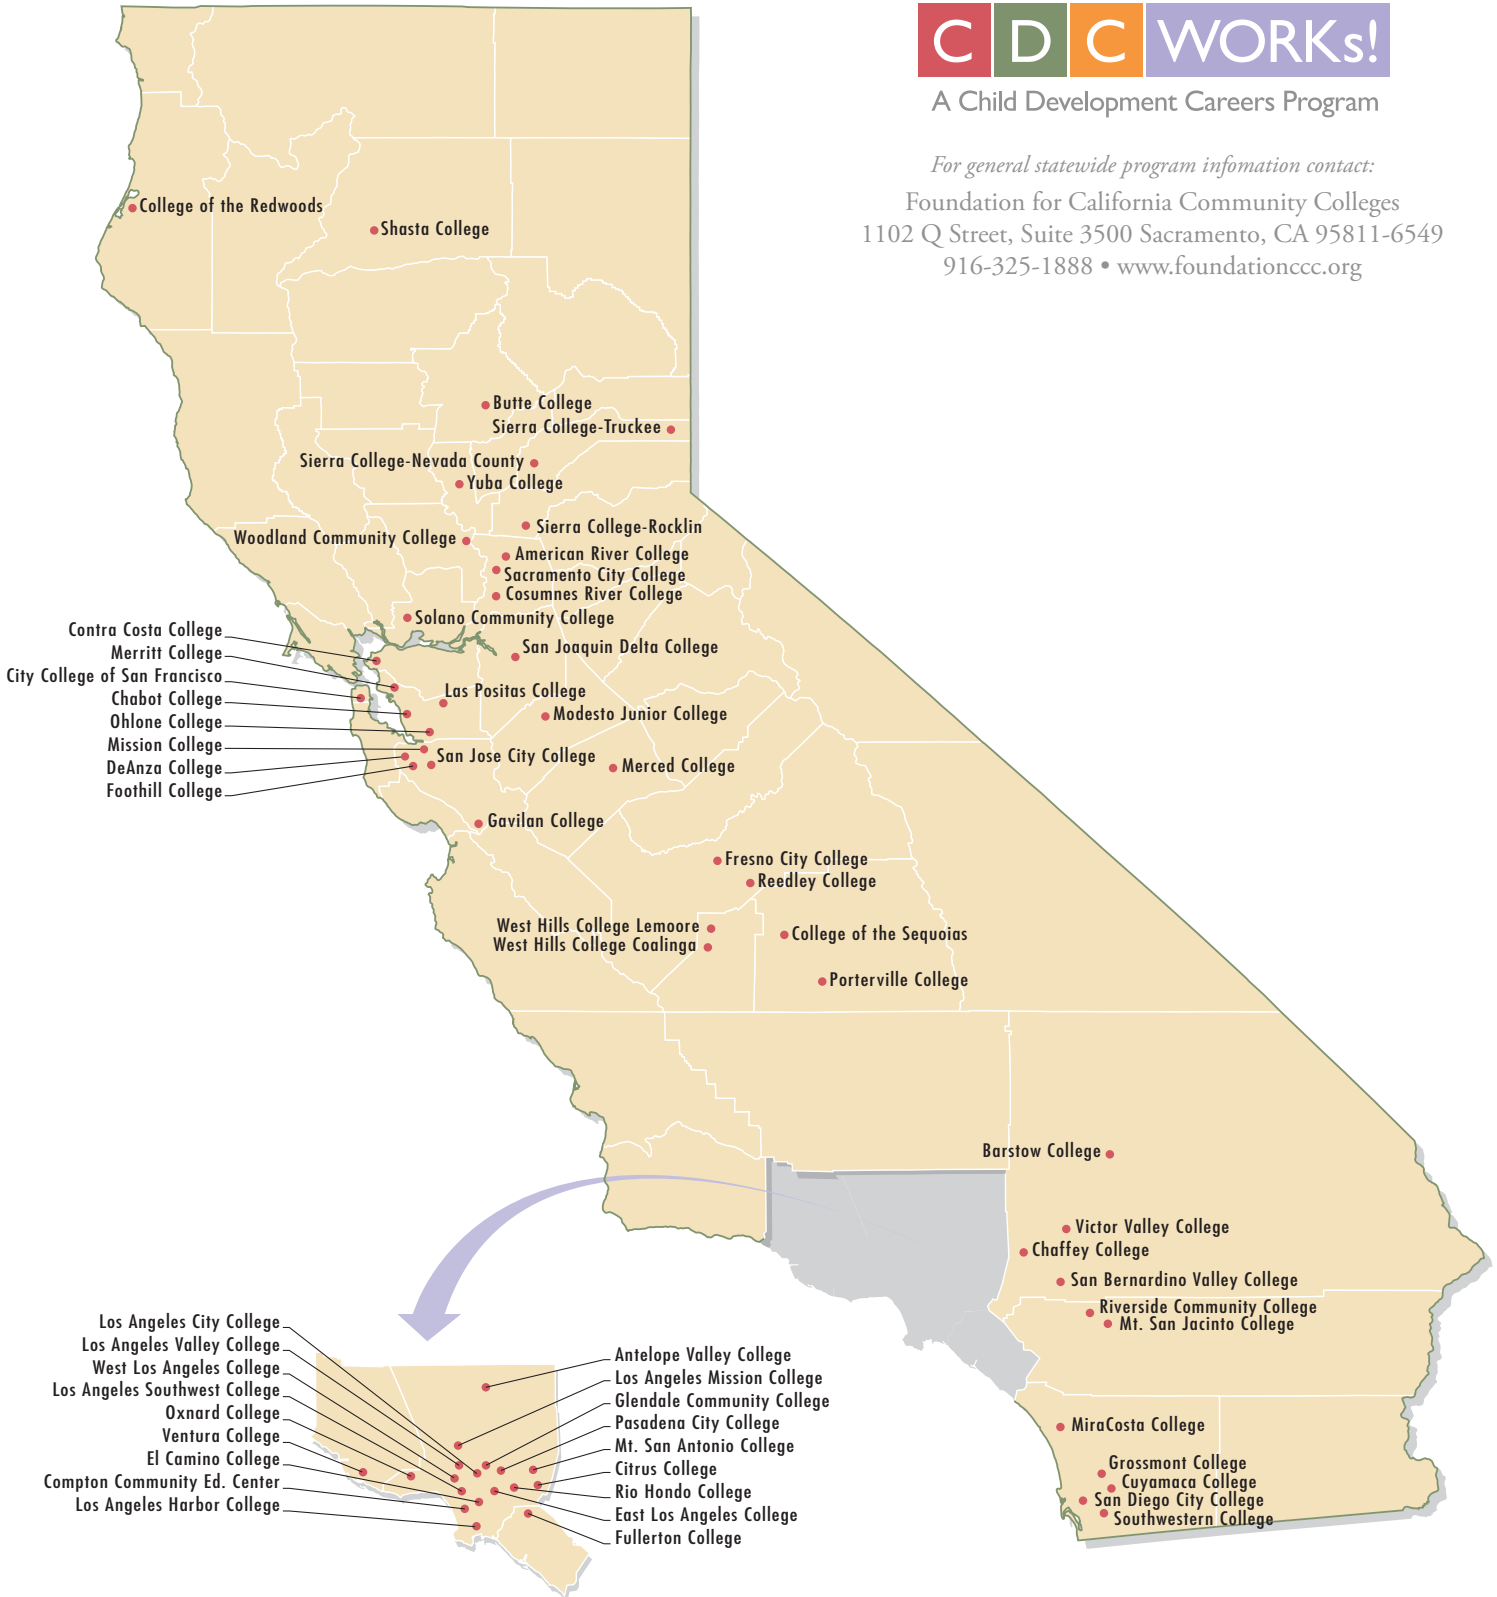 C D C WORKs!
A Child Development Careers Program
For general statewide program infomation contact:
Foundation for California Community Colleges
1102 Q Street, Suite 3500 Sacramento, CA 95811-6549
916-325-1888 • www.foundationccc.org
College of the Redwoods
Shasta College
Butte College
Sierra College-Truckee
Sierra College-Nevada County
Yuba College
Sierra College-Rocklin
Woodland Community College
American River College
Sacramento City College
Cosumnes River College
Solano Community College
Contra Costa College
Merritt College
City College of San Francisco
Chabot College
Ohlone College
Mission College
DeAnza College
Foothill College
San Joaquin Delta College
Las Positas College
Modesto Junior College
San Jose City College
Merced College
Gavilan College
Fresno City College
Reedley College
West Hills College Lemoore
West Hills College Coalinga
College of the Sequoias
Porterville College
Barstow College
Victor Valley College
Chaffey College
San Bernardino Valley College
Riverside Community College
Mt. San Jacinto College
MiraCosta College
Grossmont College
Cuyamaca College
San Diego City College
Southwestern College
Los Angeles City College
Los Angeles Valley College
West Los Angeles College
Los Angeles Southwest College
Oxnard College
Ventura College
El Camino College
Compton Community Ed. Center
Los Angeles Harbor College
Antelope Valley College
Los Angeles Mission College
Glendale Community College
Pasadena City College
Mt. San Antonio College
Citrus College
Rio Hondo College
East Los Angeles College
Fullerton College